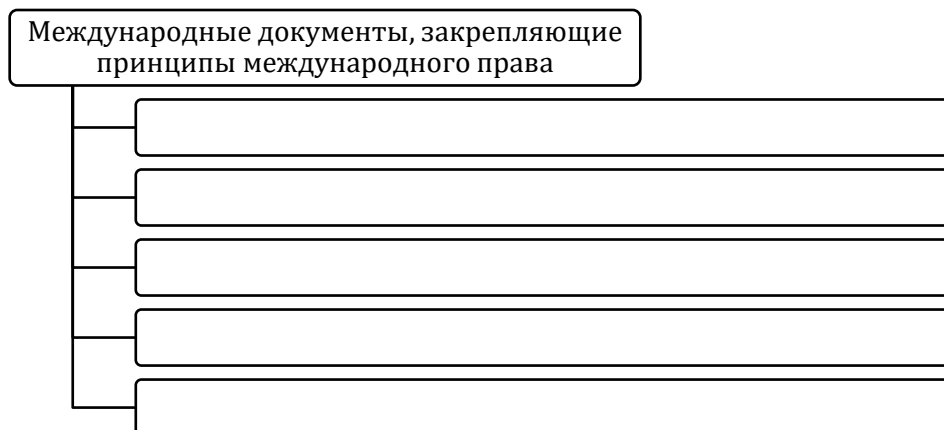 Международные документы, закрепляющие
принципы международного права